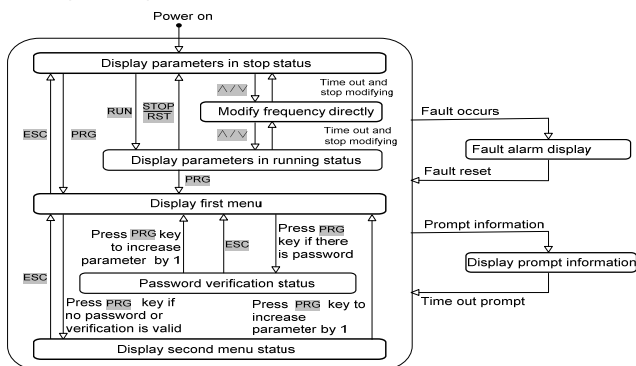 Power on
Display parameters in stop status
Time out and
stop modifying
∧/∨
RUN
STOP
RST
Modify frequency directly
Fault occurs
ESC
PRG
∧/∨
Time out and
stop modifying
Fault alarm display
Display parameters in running status
Fault reset
PRG
Display first menu
Press PRG key
to increase
parameter by 1
ESC
Press PRG
key if there
is password
Prompt information
Display prompt information
ESC
Password verification status
Press PRG key if
no password or
verification is valid
Press PRG key to
increase
parameter by 1
Time out prompt
Display second menu status